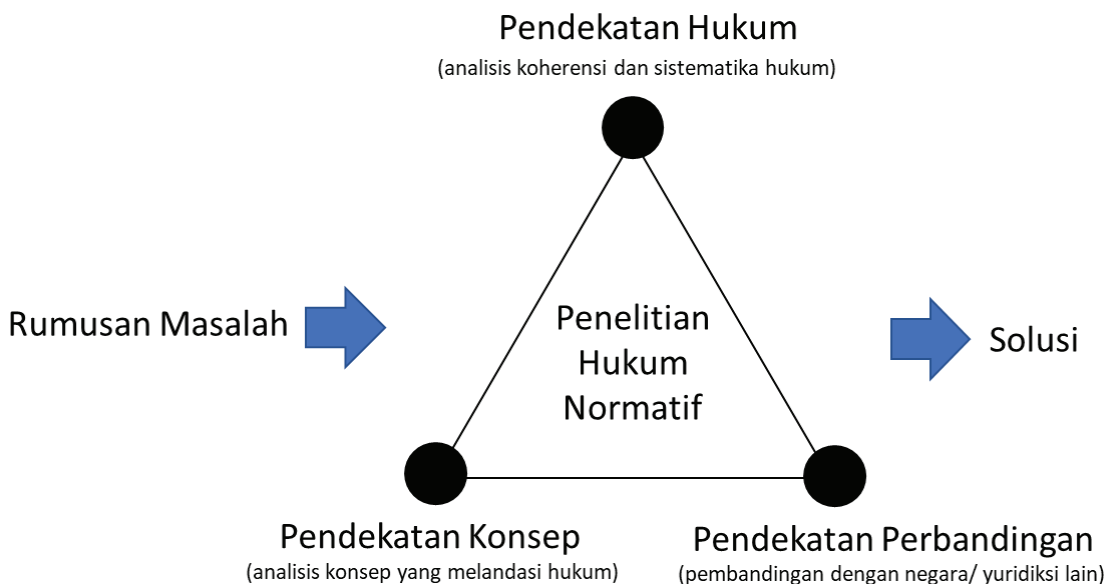 Pendekatan Hukum
(analisis koherensi dan sistematika hukum)
Rumusan Masalah
Penelitian
Hukum
Normatif
Solusi
Pendekatan Konsep
(analisis konsep yang melandasi hukum)
Pendekatan Perbandingan
(pembandingan dengan negara/ yuridiksi lain)